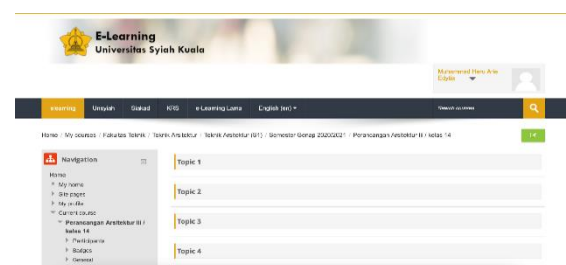 E-Learning
Universitas Syiah Kuala
Muhammad Haru Arie
elearning Unsyiah Siakad KRS e-Learning Lama English (en)
Search courses
Home / My courses / Fakultas Teknik / Teknik Arsitektur / Teknik Arsitektur (S1) / Semester Genap 2020/2021 / Perancangan Arsitektur III / kelas 14
Navigation
Home
My home
Site pages
My profile
Current course
Perancangan Arsitektur III /
kelas 14
Participants
Badges
General
Topic 1
Topic 2
Topic 3
Topic 4